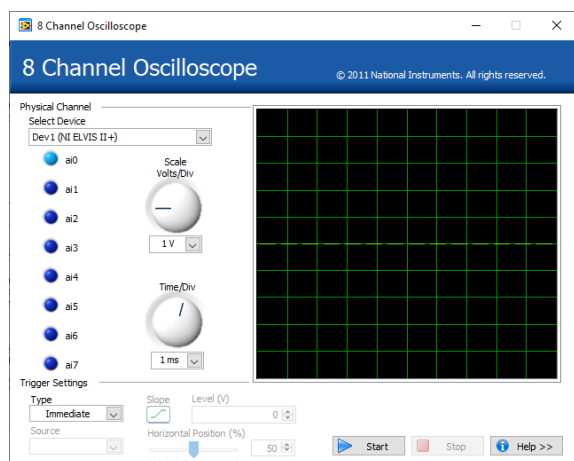 8 Channel Oscilloscope
8 Channel Oscilloscope
© 2011 National Instruments. All rights reserved.
Physical Channel
Select Device
Dev1 (NI ELVIS II+)
ai0
ai1
ai2
ai3
ai4
ai5
ai6
ai7
Scale
Volts/Div
1 V
Time/Div
1 ms
Trigger Settings
Type
Immediate
Source
Slope
Level (V)
0
Horizontal Position (%)
50
Start
Stop
Help >>